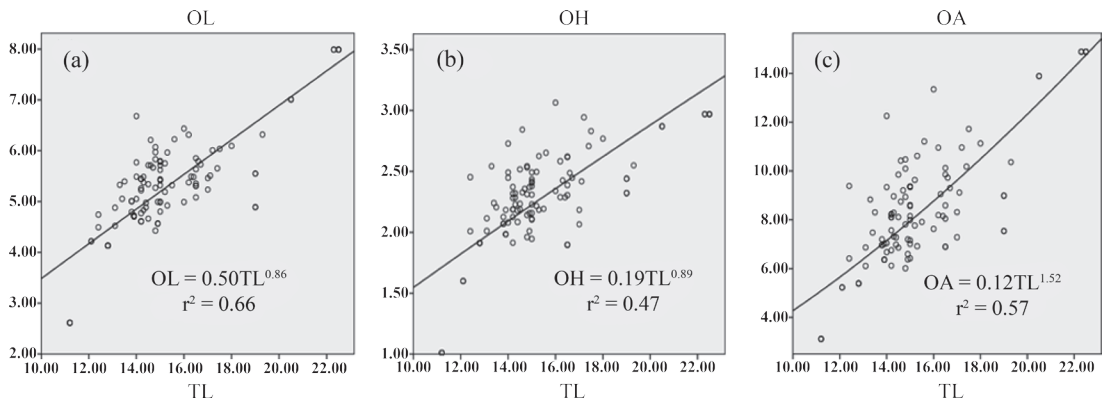 OL
(a)
8.00
7.00
6.00
5.00
4.00
3.00
2.00
OL = 0.50TL^0.86
r² = 0.66
10.00 12.00 14.00 16.00 18.00 20.00 22.00
TL
OH
(b)
3.50
3.00
2.50
2.00
1.50
1.00
OH = 0.19TL^0.89
r² = 0.47
10.00 12.00 14.00 16.00 18.00 20.00 22.00
TL
OA
(c)
14.00
12.00
10.00
8.00
6.00
4.00
OA = 0.12TL^1.52
r² = 0.57
10.00 12.00 14.00 16.00 18.00 20.00 22.00
TL